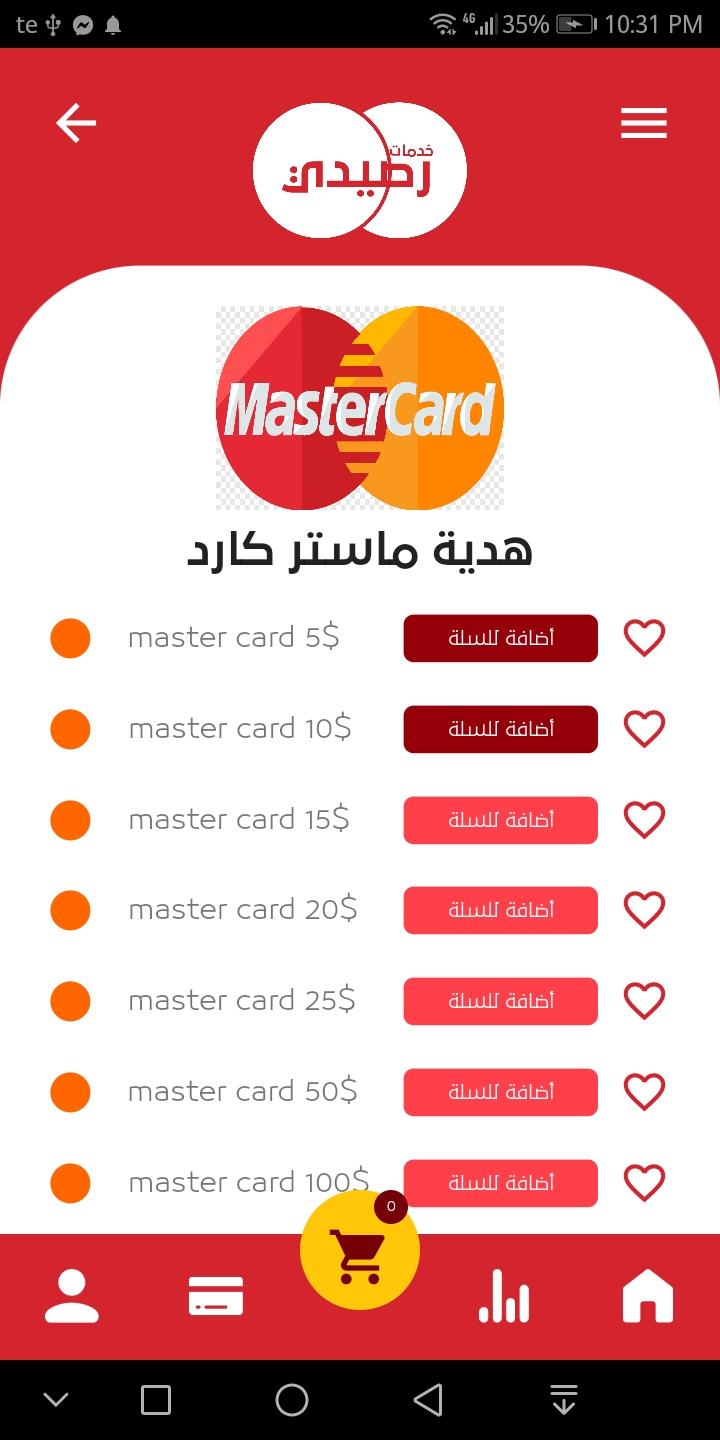 te 4G 35% 10:31 PM
خدمات
رصيدي
MasterCard
هدية ماستر كارد
master card 5$ أضافة للسلة
master card 10$ أضافة للسلة
master card 15$ أضافة للسلة
master card 20$ أضافة للسلة
master card 25$ أضافة للسلة
master card 50$ أضافة للسلة
master card 100$ أضافة للسلة
0